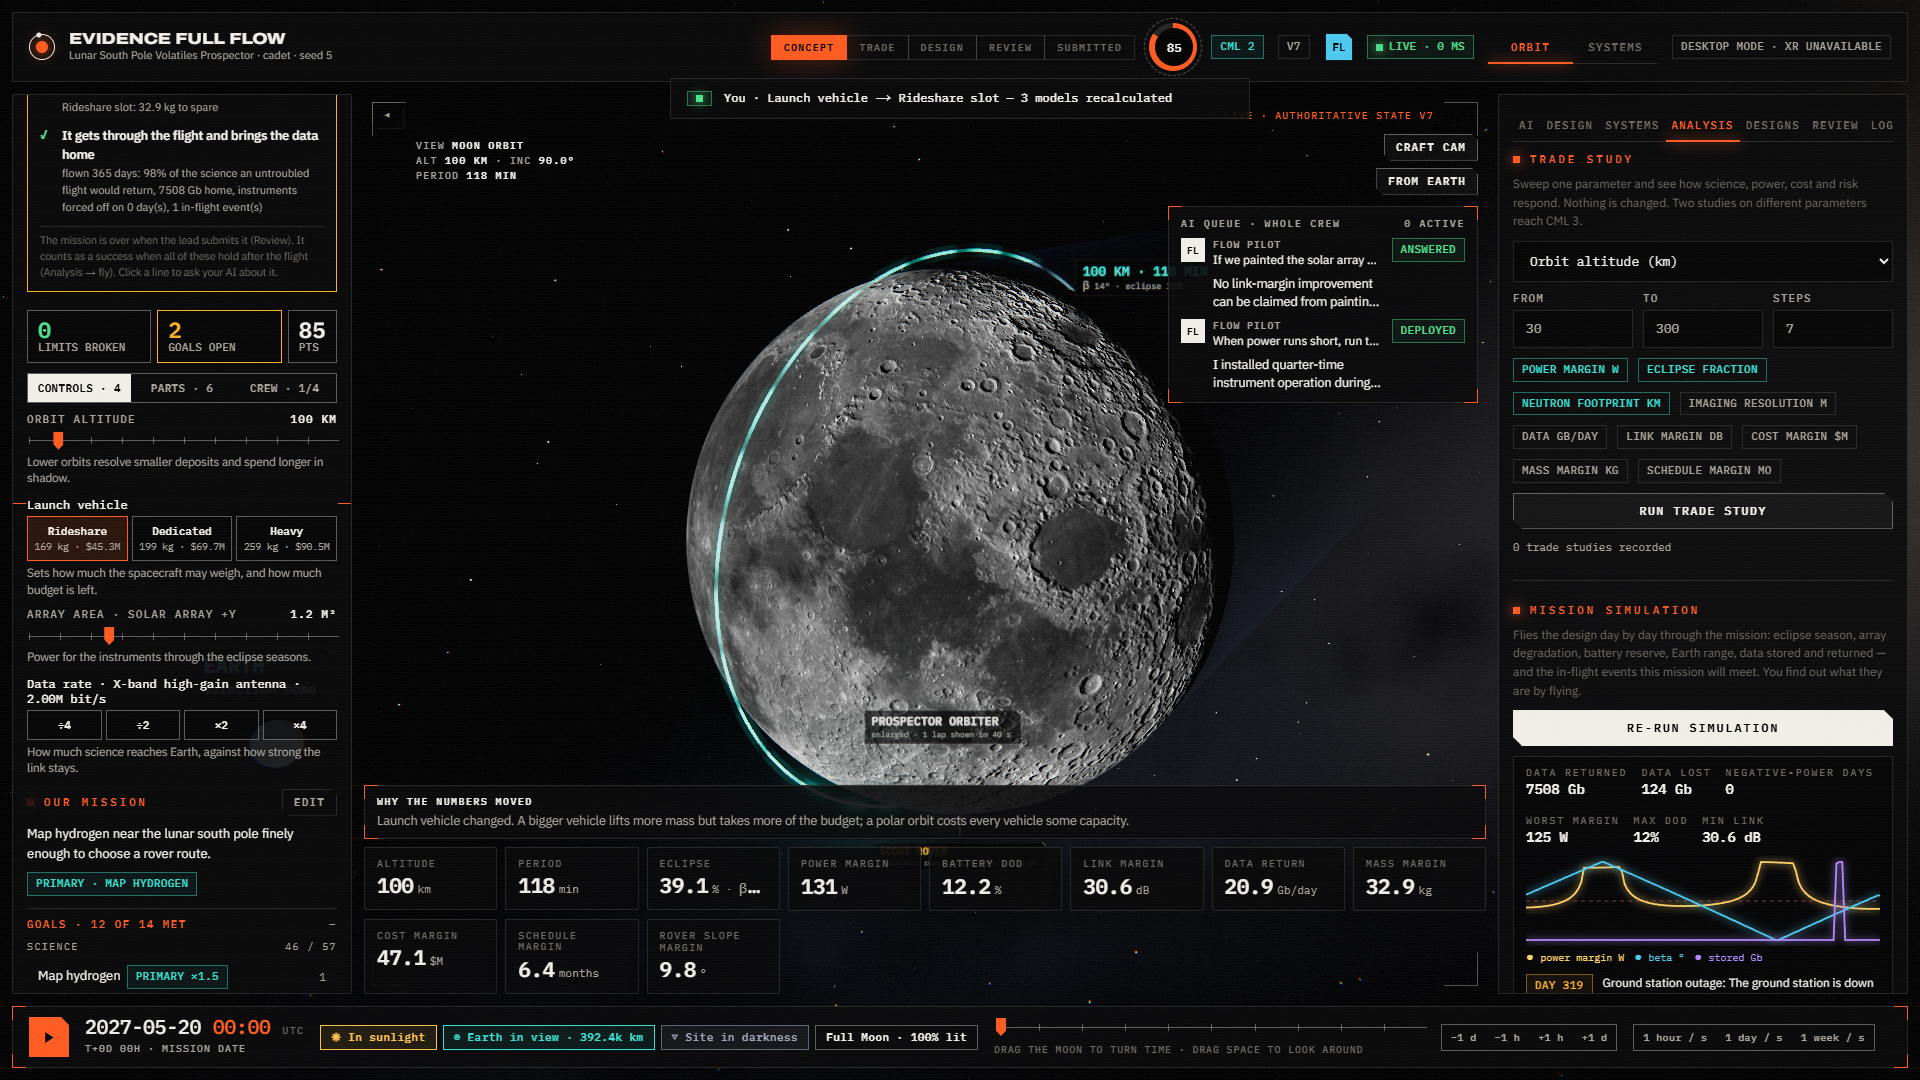 EVIDENCE FULL FLOW
Lunar South Pole Volatiles Prospector · cadet · seed 5
CONCEPT TRADE DESIGN REVIEW SUBMITTED
85
CML 2
V7
FL
LIVE · 0 MS
ORBIT SYSTEMS
DESKTOP MODE · XR UNAVAILABLE
You · Launch vehicle → Rideshare slot — 3 models recalculated
Rideshare slot: 32.9 kg to spare
✓ It gets through the flight and brings the data
home
flown 365 days: 98% of the science an untroubled
flight would return, 7508 Gb home, instruments
forced off on 0 day(s), 1 in-flight event(s)
The mission is over when the lead submits it (Review). It
counts as a success when all of these hold after the flight
(Analysis → fly). Click a line to ask your AI about it.
0
LIMITS BROKEN
2
GOALS OPEN
85
PTS
CONTROLS · 4 PARTS · 6 CREW · 1/4
ORBIT ALTITUDE 100 KM
Lower orbits resolve smaller deposits and spend longer in
shadow.
Launch vehicle
Rideshare Dedicated Heavy
169 kg · $45.3M 199 kg · $69.7M 259 kg · $90.5M
Sets how much the spacecraft may weigh, and how much
budget is left.
ARRAY AREA · SOLAR ARRAY +Y 1.2 M²
Power for the instruments through the eclipse seasons.
EARTH
Data rate · X-band high-gain antenna ·
2.00M bit/s
÷4 ÷2 ×2 ×4
How much science reaches Earth, against how strong the
link stays.
OUR MISSION EDIT
Map hydrogen near the lunar south pole finely
enough to choose a rover route.
PRIMARY · MAP HYDROGEN
GOALS · 12 OF 14 MET −
SCIENCE 46 / 57
Map hydrogen PRIMARY ×1.5 1
VIEW MOON ORBIT
ALT 100 KM · INC 90.0°
PERIOD 118 MIN
· AUTHORITATIVE STATE V7
CRAFT CAM
FROM EARTH
AI QUEUE · WHOLE CREW 0 ACTIVE
FL FLOW PILOT ANSWERED
If we painted the solar array ...
No link-margin improvement
can be claimed from paintin...
FL FLOW PILOT DEPLOYED
When power runs short, run t...
I installed quarter-time
instrument operation during...
100 KM · 118 MIN
β 14° · eclipse
PROSPECTOR ORBITER
enlarged · 1 lap shown in 40 s
WHY THE NUMBERS MOVED
Launch vehicle changed. A bigger vehicle lifts more mass but takes more of the budget; a polar orbit costs every vehicle some capacity.
SCOUT ROVER
ALTITUDE PERIOD ECLIPSE POWER MARGIN BATTERY DOD LINK MARGIN DATA RETURN MASS MARGIN
100 km 118 min 39.1 % · β… 131 W 12.2 % 30.6 dB 20.9 Gb/day 32.9 kg
COST MARGIN
47.1 $M
SCHEDULE
MARGIN
6.4 months
ROVER SLOPE
MARGIN
9.8 °
AI DESIGN SYSTEMS ANALYSIS DESIGNS REVIEW LOG
TRADE STUDY
Sweep one parameter and see how science, power, cost and risk
respond. Nothing is changed. Two studies on different parameters
reach CML 3.
Orbit altitude (km)
FROM TO STEPS
30 300 7
POWER MARGIN W ECLIPSE FRACTION
NEUTRON FOOTPRINT KM IMAGING RESOLUTION M
DATA GB/DAY LINK MARGIN DB COST MARGIN $M
MASS MARGIN KG SCHEDULE MARGIN MO
RUN TRADE STUDY
0 trade studies recorded
MISSION SIMULATION
Flies the design day by day through the mission: eclipse season, array
degradation, battery reserve, Earth range, data stored and returned —
and the in-flight events this mission will meet. You find out what they
are by flying.
RE-RUN SIMULATION
DATA RETURNED DATA LOST NEGATIVE-POWER DAYS
7508 Gb 124 Gb 0
WORST MARGIN MAX DOD MIN LINK
125 W 12% 30.6 dB
power margin W beta ° stored Gb
DAY 319 Ground station outage: The ground station is down
2027-05-20 00:00 UTC
T+0D 00H · MISSION DATE
In sunlight
Earth in view · 392.4k km
Site in darkness
Full Moon · 100% lit
DRAG THE MOON TO TURN TIME · DRAG SPACE TO LOOK AROUND
−1 d −1 h +1 h +1 d
1 hour / s 1 day / s 1 week / s